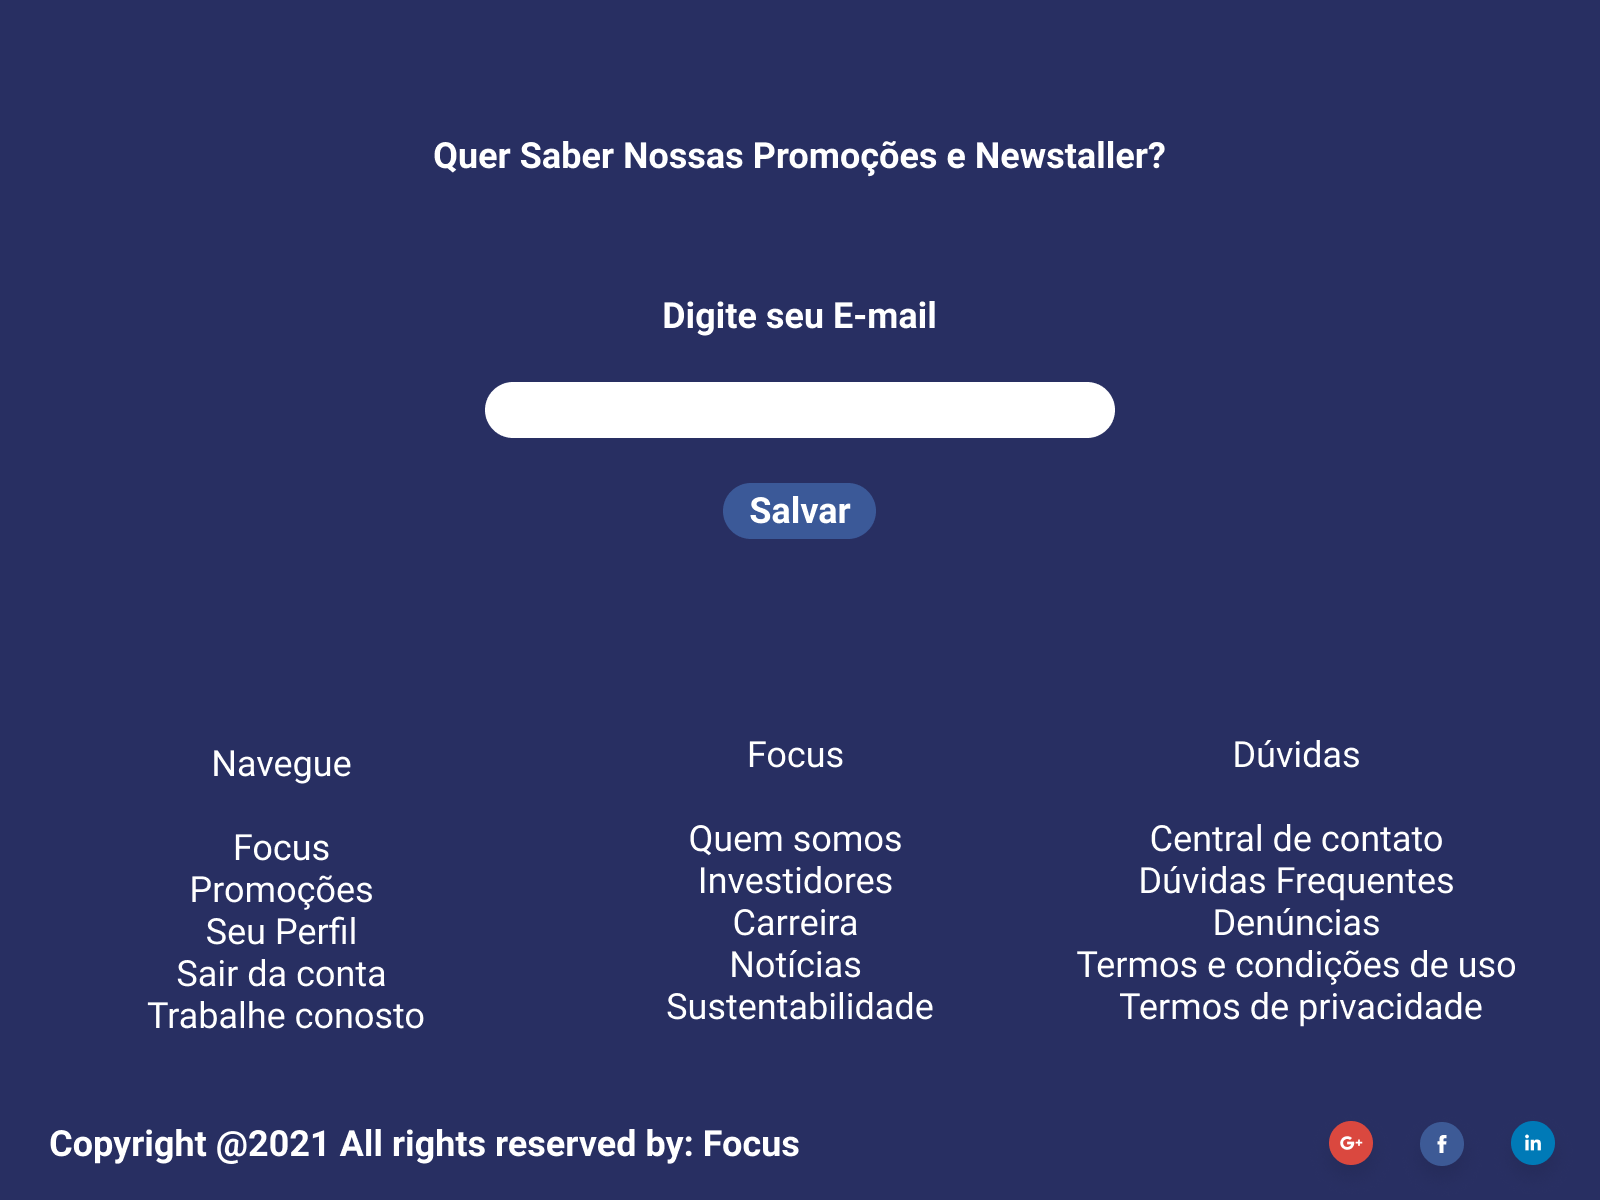 Quer Saber Nossas Promoções e Newstaller?
Digite seu E-mail
Salvar
Navegue
Focus
Promoções
Seu Perfil
Sair da conta
Trabalhe conosto
Focus
Quem somos
Investidores
Carreira
Notícias
Sustentabilidade
Dúvidas
Central de contato
Dúvidas Frequentes
Denúncias
Termos e condições de uso
Termos de privacidade
Copyright @2021 All rights reserved by: Focus
G+
f
in